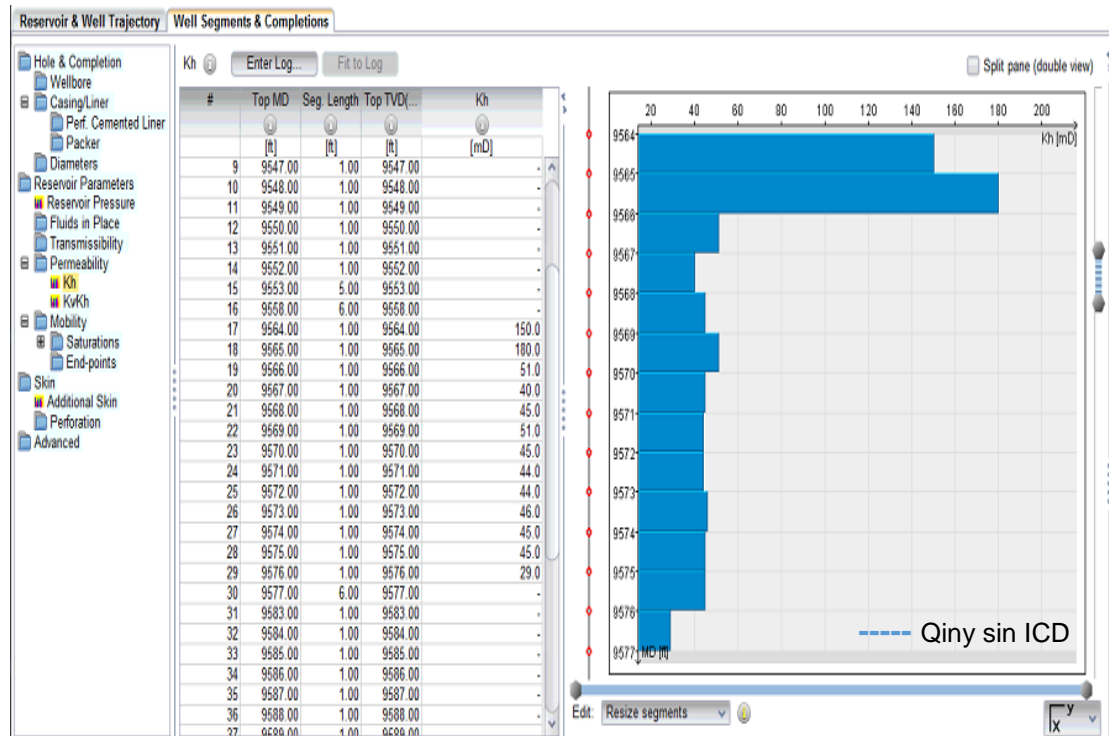 Reservoir & Well Trajectory Well Segments & Completions
Hole & Completion
Wellbore
Casing/Liner
Perf. Cemented Liner
Packer
Diameters
Reservoir Parameters
Reservoir Pressure
Fluids in Place
Transmissibility
Permeability
Kh
KvKh
Mobility
Saturations
End-points
Skin
Additional Skin
Perforation
Advanced
Kh Enter Log... Fit to Log
Split pane (double view)
# Top MD Seg. Length Top TVD(... Kh
[ft] [ft] [ft] [mD]
9 9547.00 1.00 9547.00 -
10 9548.00 1.00 9548.00 -
11 9549.00 1.00 9549.00 -
12 9550.00 1.00 9550.00 -
13 9551.00 1.00 9551.00 -
14 9552.00 1.00 9552.00 -
15 9553.00 5.00 9553.00 -
16 9558.00 6.00 9558.00 -
17 9564.00 1.00 9564.00 150.0
18 9565.00 1.00 9565.00 180.0
19 9566.00 1.00 9566.00 51.0
20 9567.00 1.00 9567.00 40.0
21 9568.00 1.00 9568.00 45.0
22 9569.00 1.00 9569.00 51.0
23 9570.00 1.00 9570.00 45.0
24 9571.00 1.00 9571.00 44.0
25 9572.00 1.00 9572.00 44.0
26 9573.00 1.00 9573.00 46.0
27 9574.00 1.00 9574.00 45.0
28 9575.00 1.00 9575.00 45.0
29 9576.00 1.00 9576.00 29.0
30 9577.00 6.00 9577.00 -
31 9583.00 1.00 9583.00 -
32 9584.00 1.00 9584.00 -
33 9585.00 1.00 9585.00 -
34 9586.00 1.00 9586.00 -
35 9587.00 1.00 9587.00 -
36 9588.00 1.00 9588.00 -
37 9589.00 1.00 9589.00
20 40 60 80 100 120 140 160 180 200
Kh [mD]
9564
9565
9566
9567
9568
9569
9570
9571
9572
9573
9574
9575
9576
9577 MD [ft]
Qiny sin ICD
Edit: Resize segments
y
x